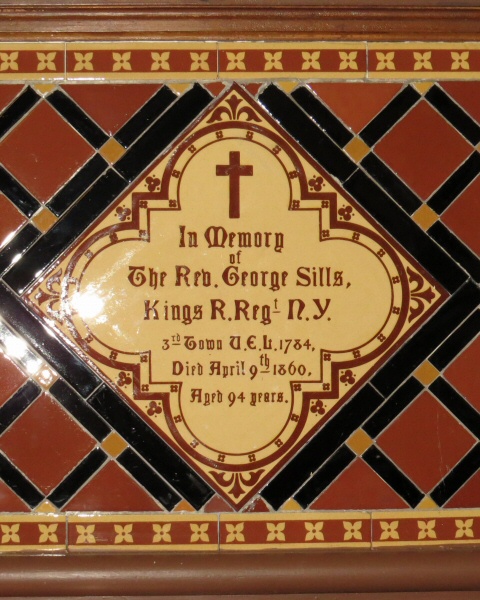 In Memory
of
The Rev. George Sills,
Kings R. Regt N.Y.
3rd Town U.E.L. 1784,
Died April 9th 1860,
Aged 94 years.